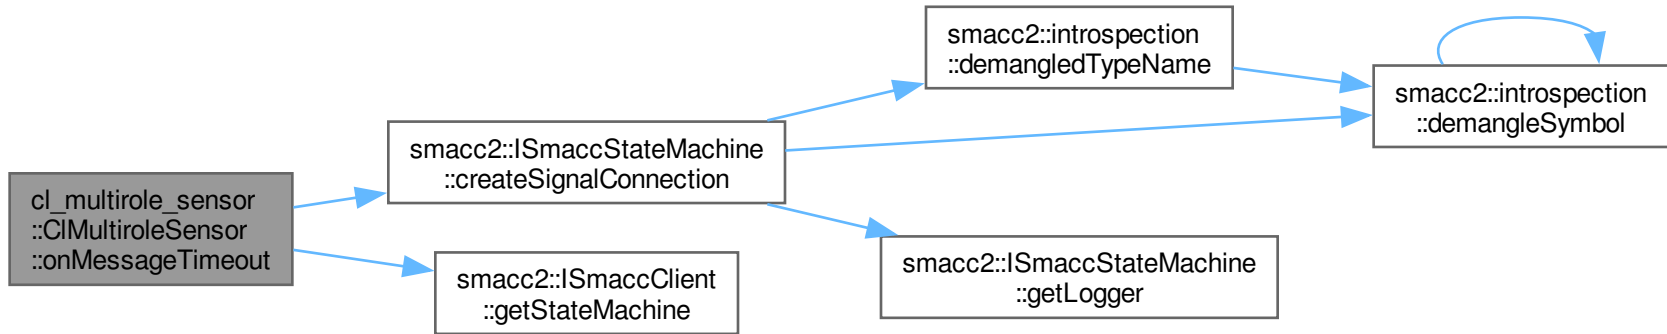 cl_multirole_sensor
::ClMultiroleSensor
::onMessageTimeout
smacc2::ISmaccStateMachine
::createSignalConnection
smacc2::ISmaccClient
::getStateMachine
smacc2::introspection
::demangledTypeName
smacc2::ISmaccStateMachine
::getLogger
smacc2::introspection
::demangleSymbol